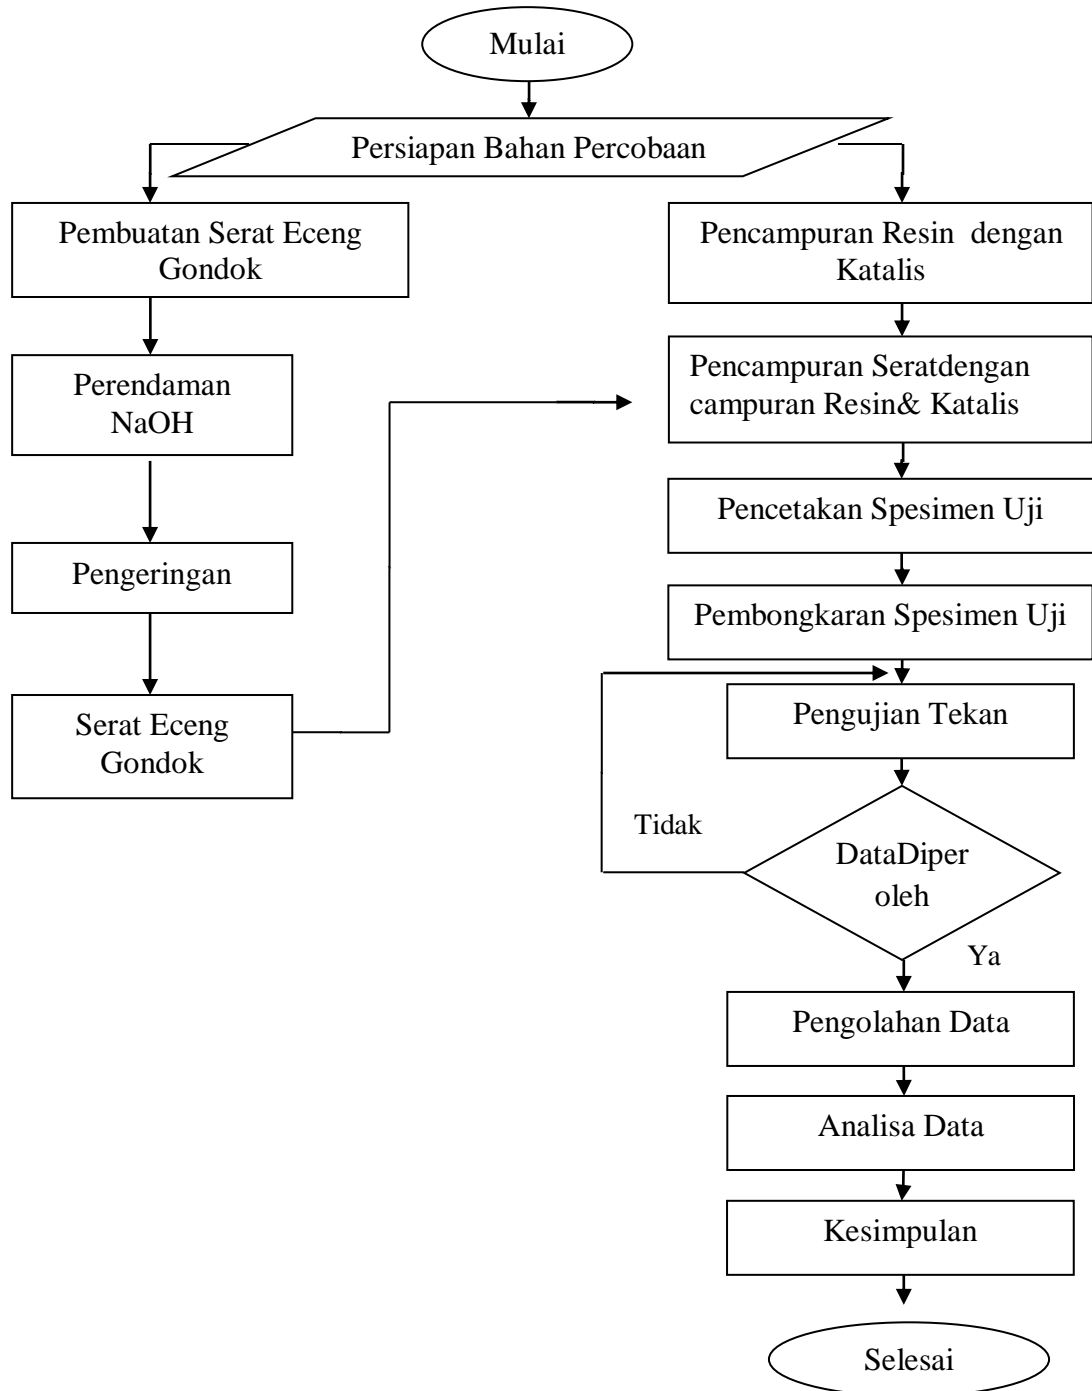 Mulai
Persiapan Bahan Percobaan
Pembuatan Serat Eceng
Gondok
Perendaman
NaOH
Pengeringan
Serat Eceng
Gondok
Pencampuran Resin  dengan
Katalis
Pencampuran Seratdengan
campuran Resin& Katalis
Pencetakan Spesimen Uji
Pembongkaran Spesimen Uji
Pengujian Tekan
Tidak
DataDiper
oleh
Ya
Pengolahan Data
Analisa Data
Kesimpulan
Selesai